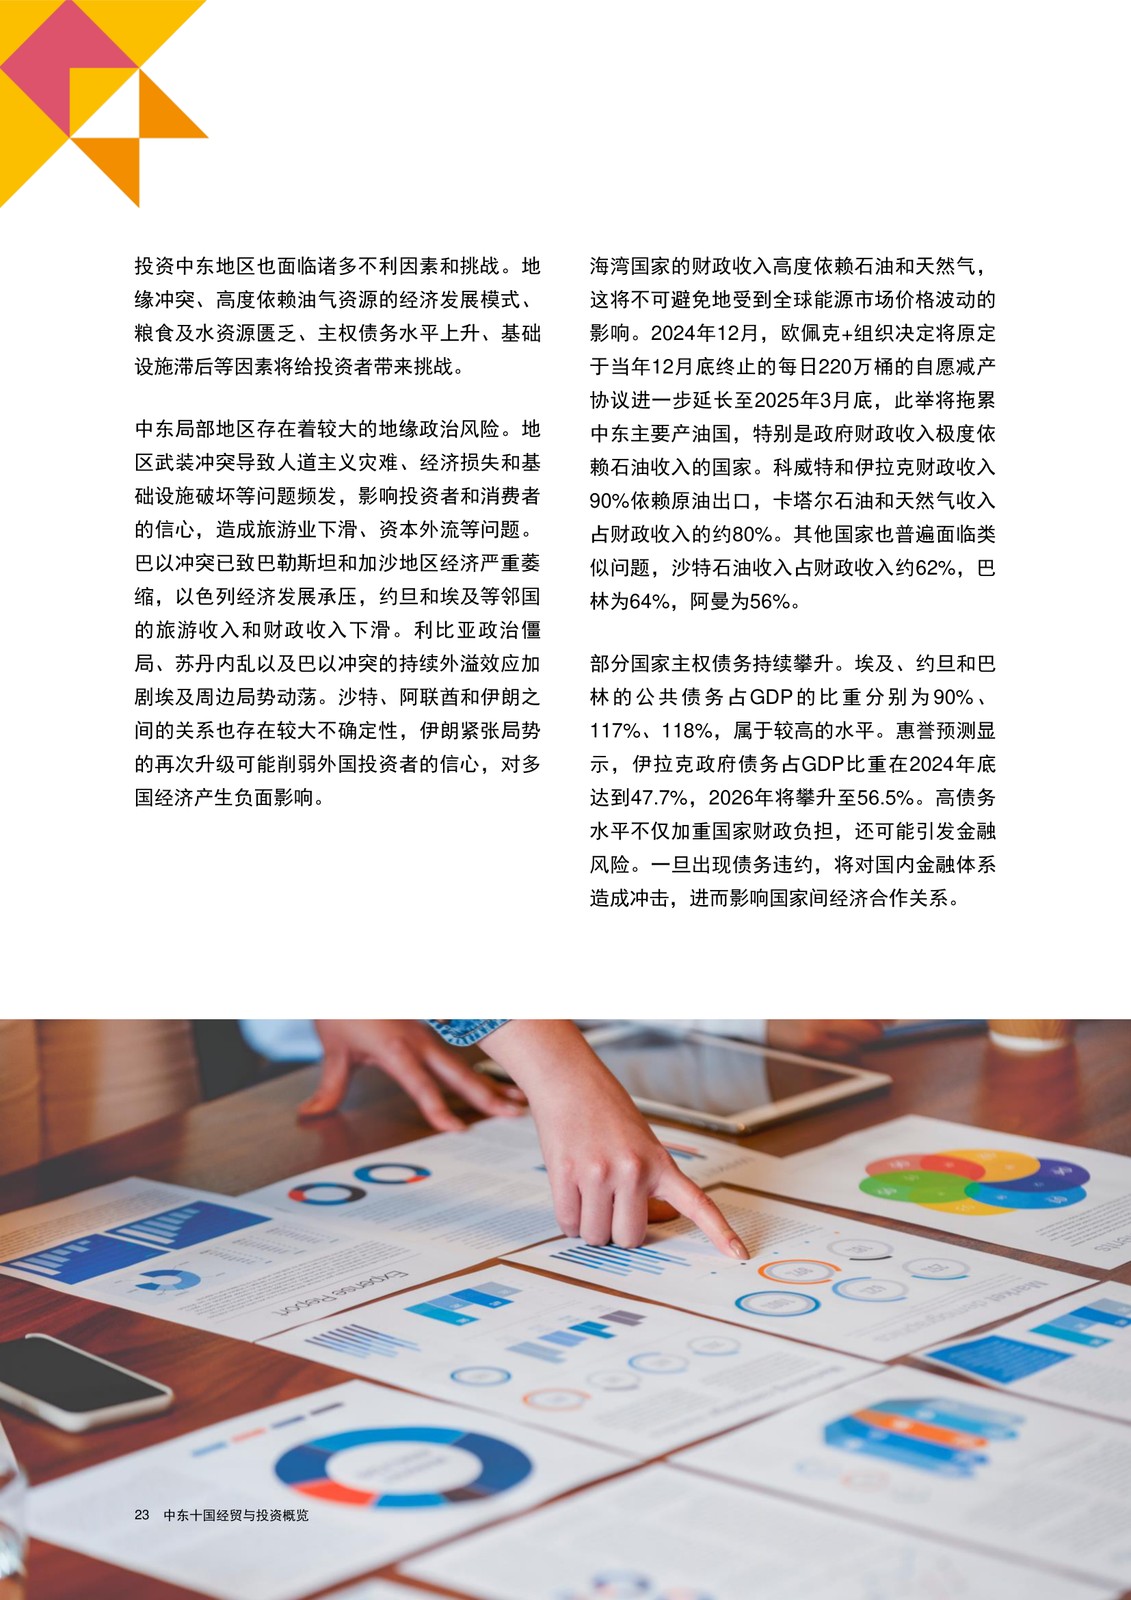 投资中东地区也面临诸多不利因素和挑战。地
缘冲突、高度依赖油气资源的经济发展模式、
粮食及水资源匮乏、主权债务水平上升、基础
设施滞后等因素将给投资者带来挑战。
中东局部地区存在着较大的地缘政治风险。地
区武装冲突导致人道主义灾难、经济损失和基
础设施破坏等问题频发，影响投资者和消费者
的信心，造成旅游业下滑、资本外流等问题。
巴以冲突已致巴勒斯坦和加沙地区经济严重萎
缩，以色列经济发展承压，约旦和埃及等邻国
的旅游收入和财政收入下滑。利比亚政治僵
局、苏丹内乱以及巴以冲突的持续外溢效应加
剧埃及周边局势动荡。沙特、阿联酋和伊朗之
间的关系也存在较大不确定性，伊朗紧张局势
的再次升级可能削弱外国投资者的信心，对多
国经济产生负面影响。
海湾国家的财政收入高度依赖石油和天然气，
这将不可避免地受到全球能源市场价格波动的
影响。2024年12月，欧佩克+组织决定将原定
于当年12月底终止的每日220万桶的自愿减产
协议进一步延长至2025年3月底，此举将拖累
中东主要产油国，特别是政府财政收入极度依
赖石油收入的国家。科威特和伊拉克财政收入
90%依赖原油出口，卡塔尔石油和天然气收入
占财政收入的约80%。其他国家也普遍面临类
似问题，沙特石油收入占财政收入约62%，巴
林为64%，阿曼为56%。
部分国家主权债务持续攀升。埃及、约旦和巴
林的公共债务占GDP的比重分别为90%、
117%、118%，属于较高的水平。惠誉预测显
示，伊拉克政府债务占GDP比重在2024年底
达到47.7%，2026年将攀升至56.5%。高债务
水平不仅加重国家财政负担，还可能引发金融
风险。一旦出现债务违约，将对国内金融体系
造成冲击，进而影响国家间经济合作关系。
Expense Report
23 中东十国经贸与投资概览